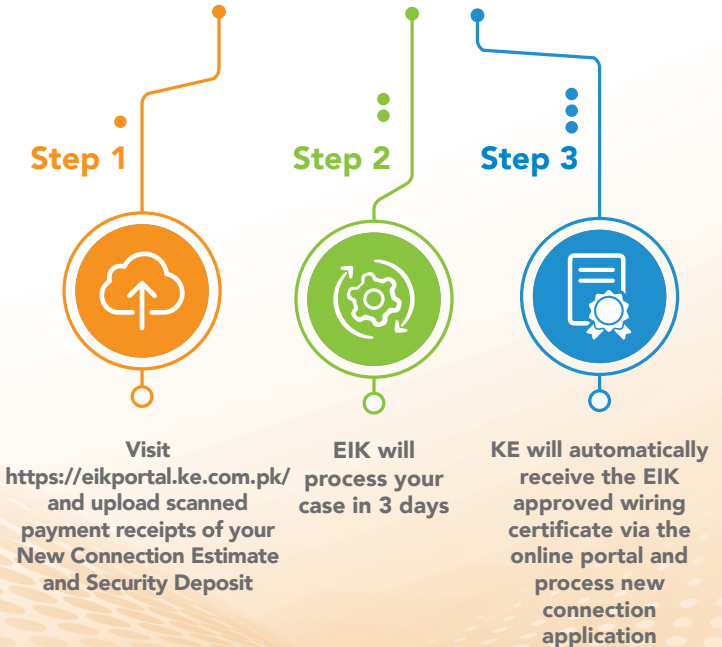 Step 1
Visit
https://eikportal.ke.com.pk/
and upload scanned
payment receipts of your
New Connection Estimate
and Security Deposit
Step 2
EIK will
process your
case in 3 days
Step 3
KE will automatically
receive the EIK
approved wiring
certificate via the
online portal and
process new
connection
application